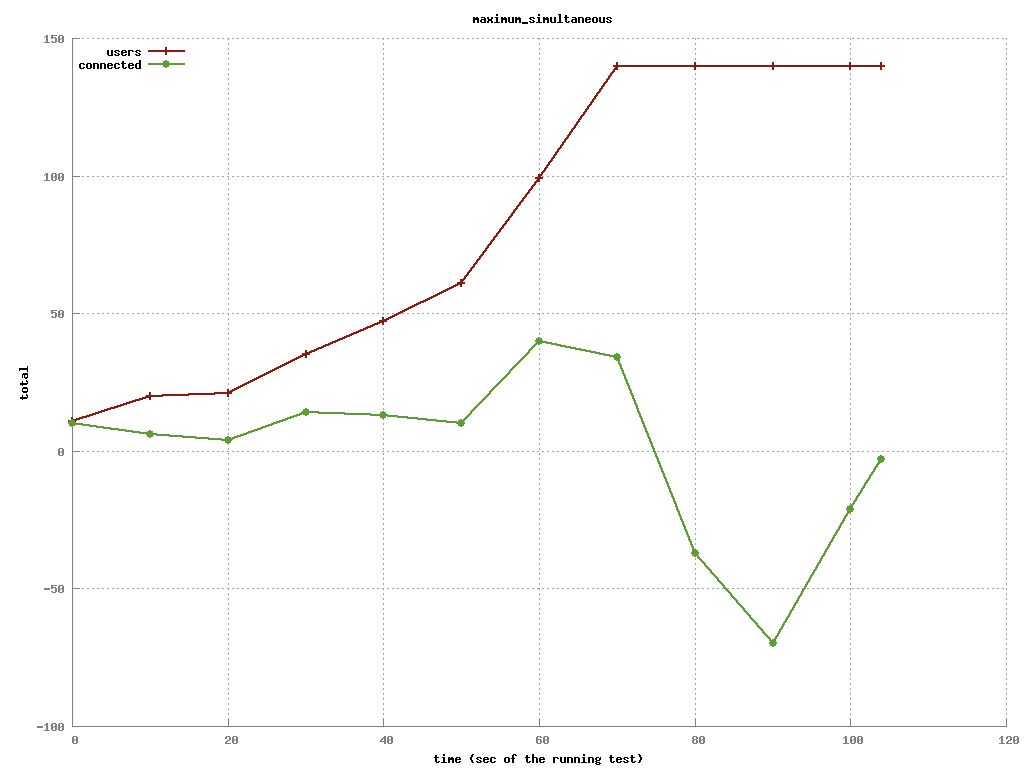 maximum_simultaneous
150
users
connected
100
50
total
0
-50
-100
0 20 40 60 80 100 120
time (sec of the running test)